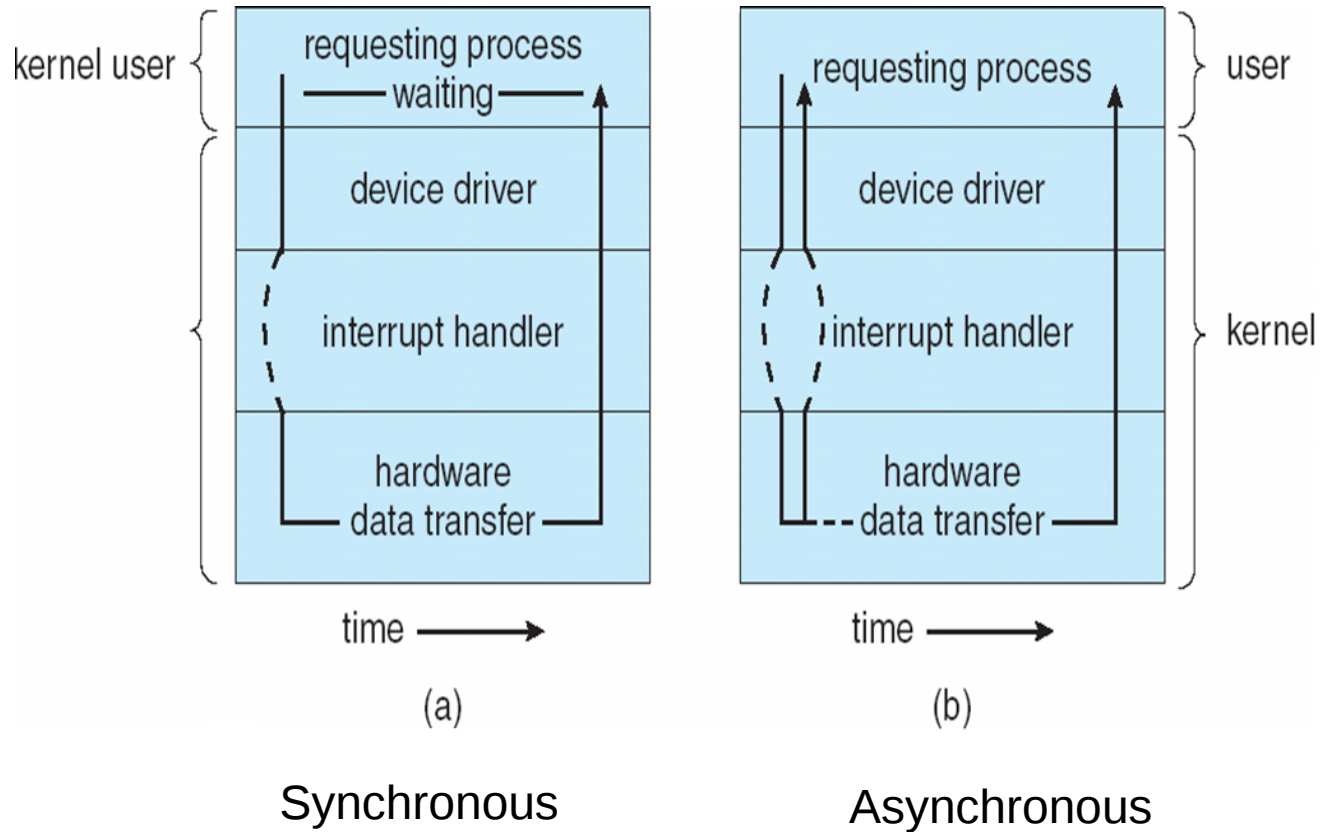 kernel user
requesting process
waiting
device driver
interrupt handler
hardware
data transfer
time
(a)
Synchronous
requesting process
user
device driver
interrupt handler
kernel
hardware
data transfer
time
(b)
Asynchronous